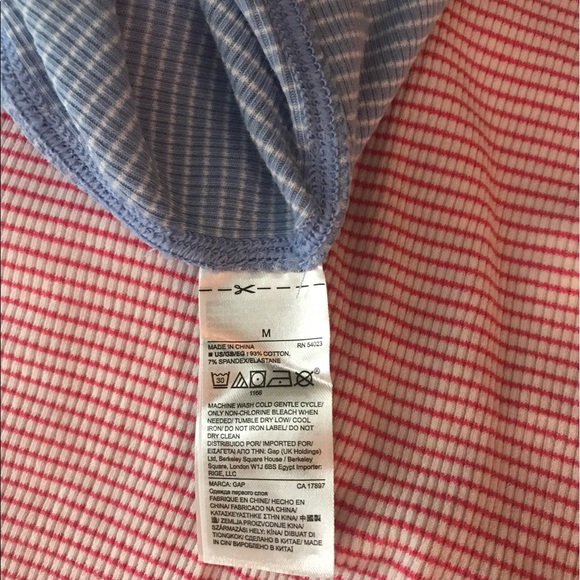 M
MADE IN CHINA RN 54023
US/GB/EG : 93% COTTON,
7% SPANDEX/ELASTANE
30
1166
MACHINE WASH COLD GENTLE CYCLE/
ONLY NON-CHLORINE BLEACH WHEN
NEEDED/ TUMBLE DRY LOW/ COOL
IRON/ DO NOT IRON LABEL/ DO NOT
DRY CLEAN
DISTRIBUIDO POR/ IMPORTED FOR/
ΕΙΣΑΓΕΤΑΙ ΑΠΟ ΤΗΝ: Gap (UK Holdings)
Ltd, Berkeley Square House / Berkeley
Square, London W1J 6BS Egypt Importer:
RIGE, LLC
MARCA: GAP CA 17897
Одежда первого слоя
FABRIQUE EN CHINE/ HECHO EN
CHINA/ FABRICADO NA CHINA/
ΚΑΤΑΣΚΕΥΑΣΤΗΚΕ ΣΤΗΝ ΚΙΝΑ/ 中國製
造/ ZEMLJA PROIZVODNJE KINA/
SZÁRMAZÁSI HELY: KÍNA/ DIBUAT DI
TIONGKOK/ СДЕЛАНО В КИТАЕ/ MADE
IN CIN/ ВИРОБЛЕНО В КИТАЇ